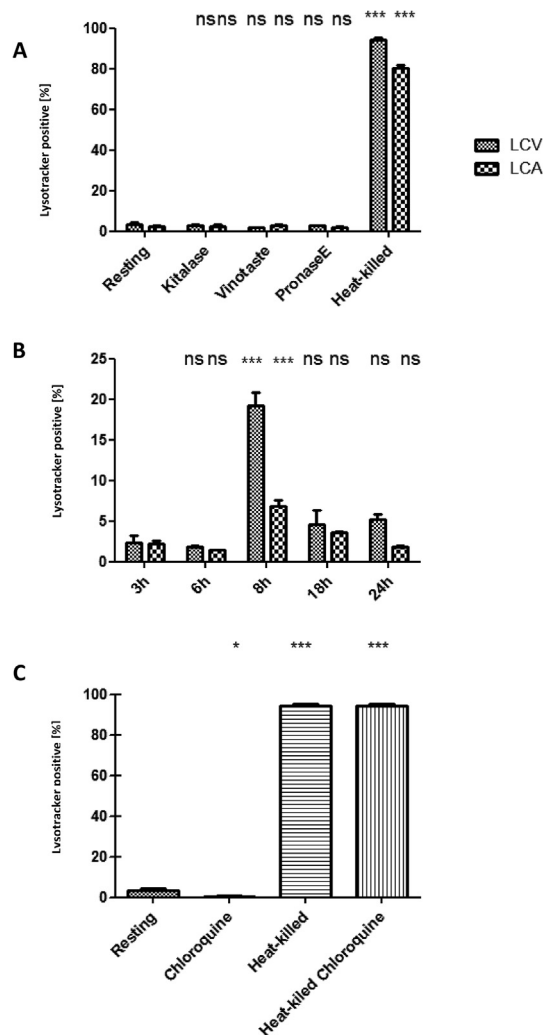 ns ns ns ns ns ns *** ***
A
Lysotracker positive [%]
100
80
60
40
20
0
Resting
Kitalase
Vinotaste
PronaseE
Heat-killed
LCV
LCA
B
ns ns *** *** ns ns ns ns
Lysotracker positive [%]
25
20
15
10
5
0
3h
6h
8h
18h
24h
* *** ***
C
Lysotracker positive [%]
100
80
60
40
20
0
Resting
Chloroquine
Heat-killed
Heat-kiled Chloroquine